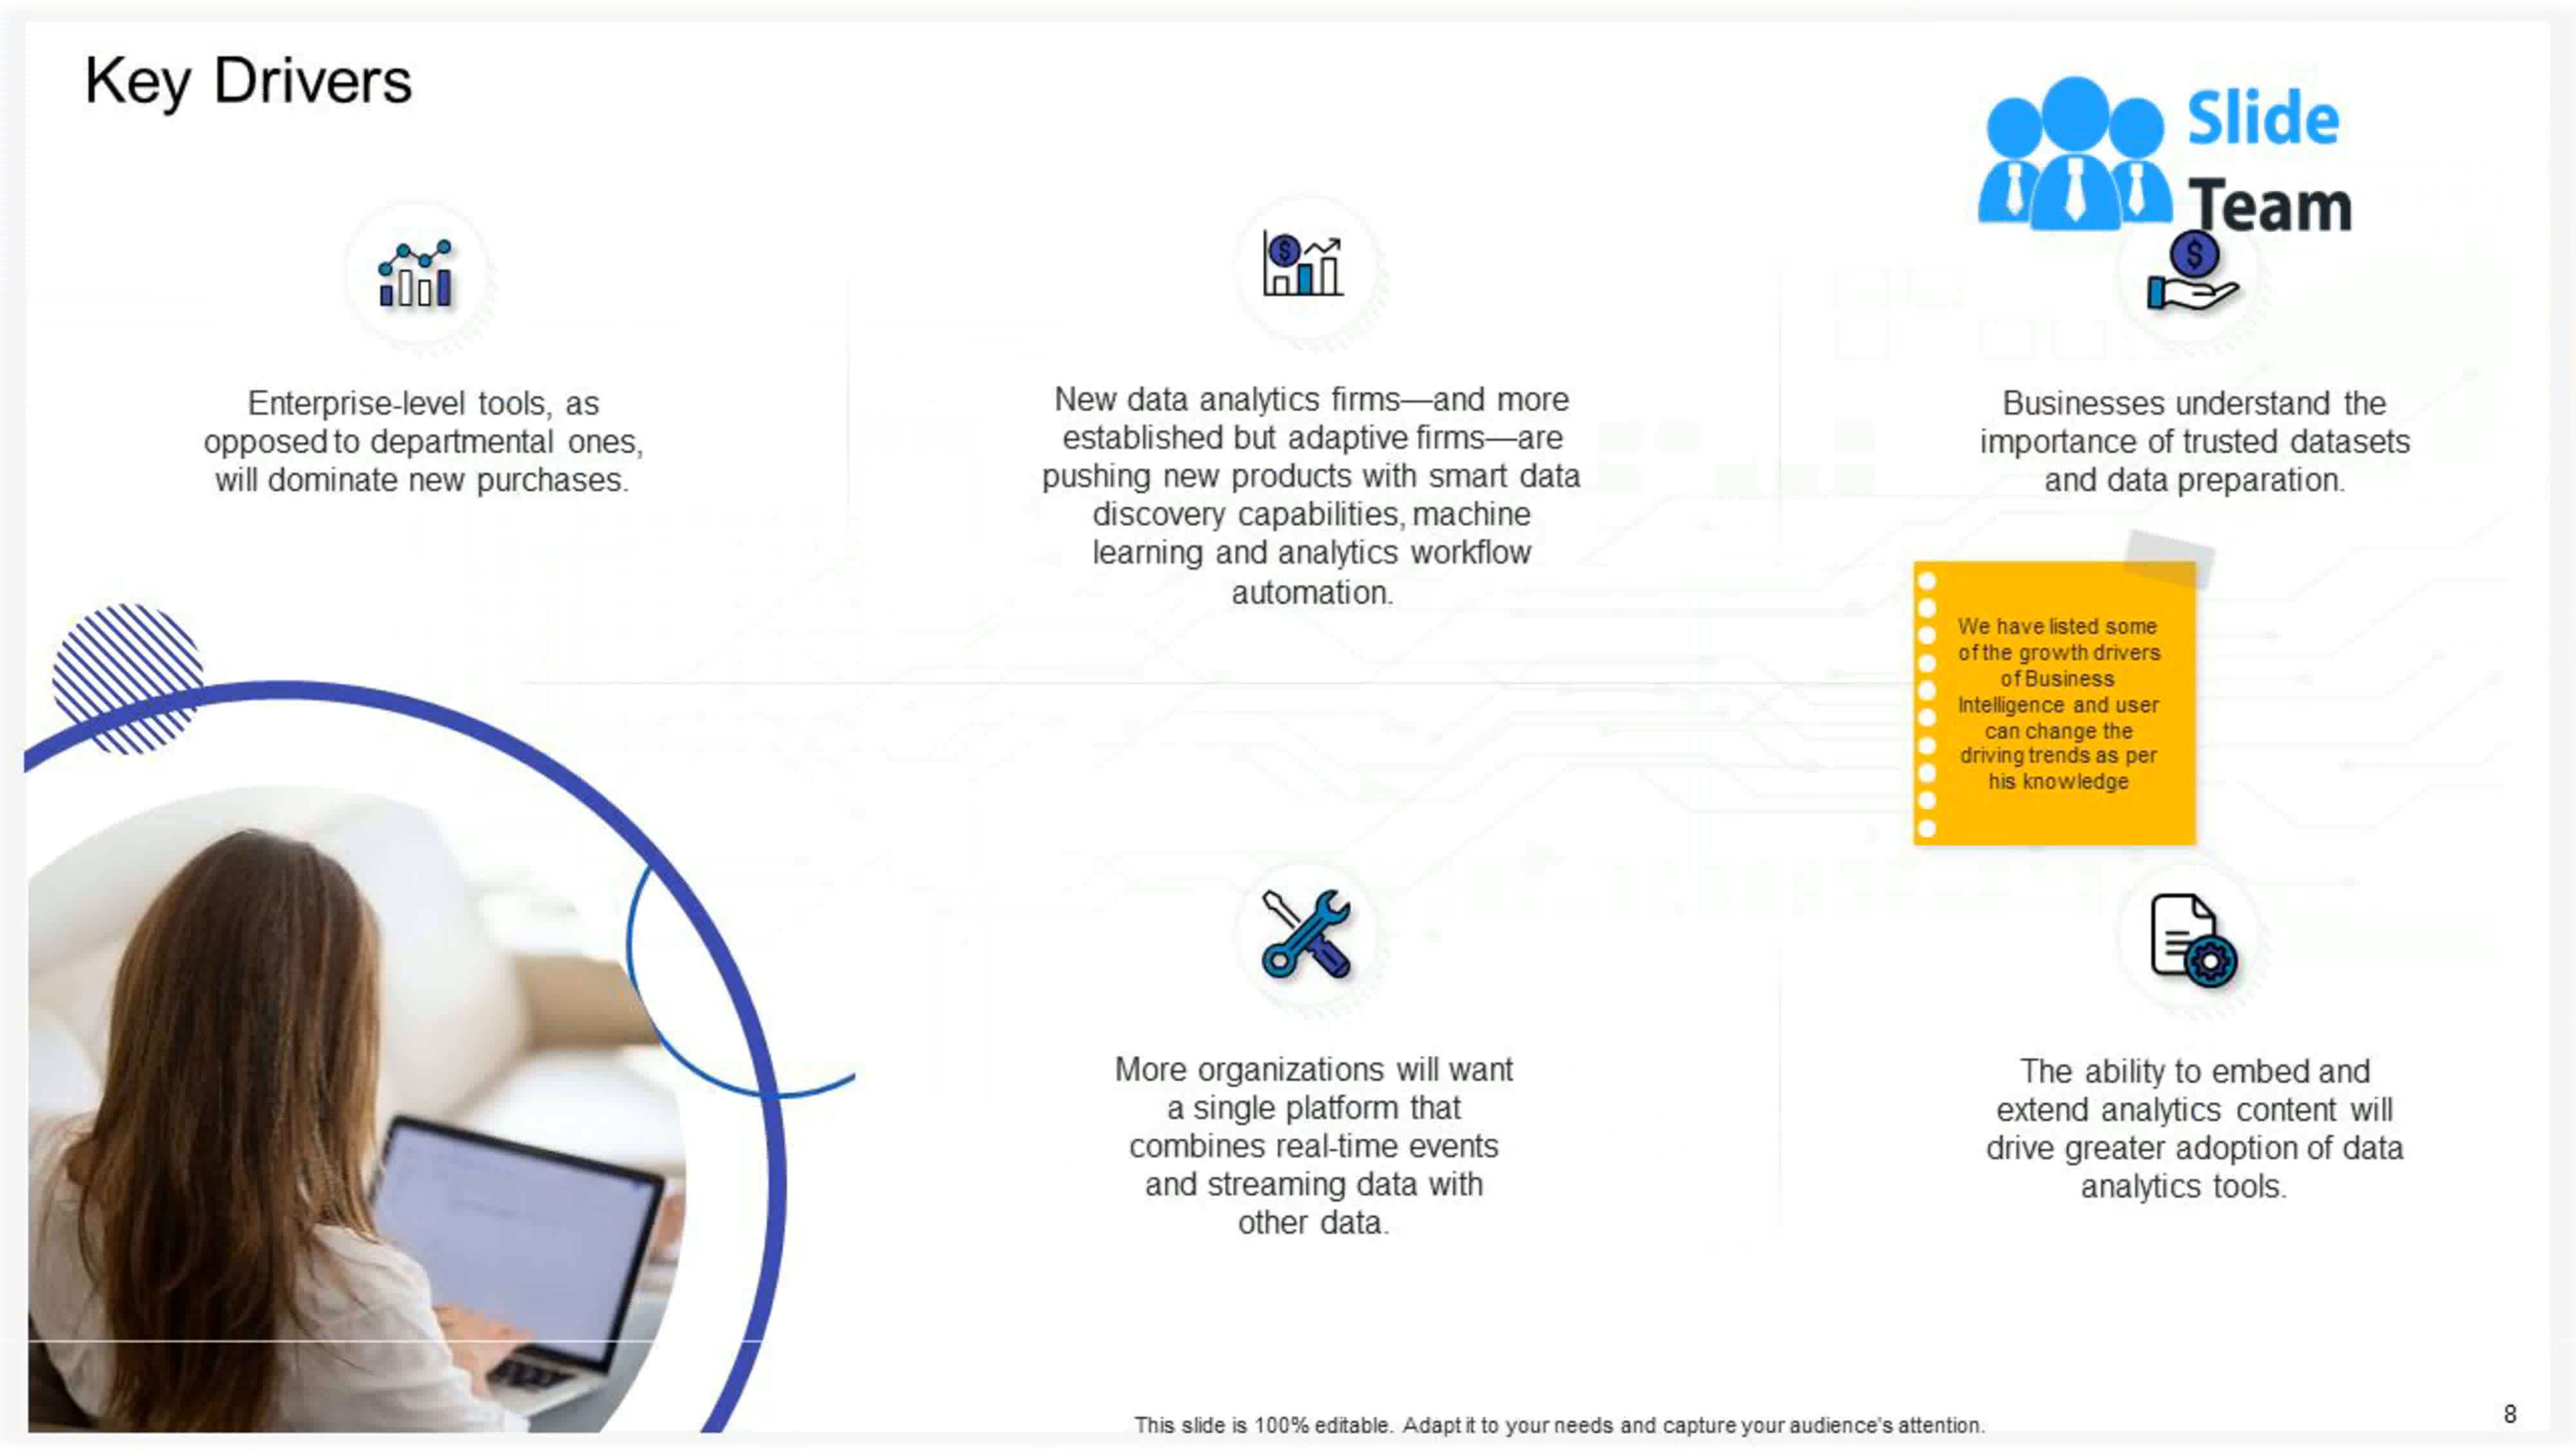 Key Drivers
Slide
Team
Enterprise-level tools, as
opposed to departmental ones,
will dominate new purchases.
New data analytics firms—and more
established but adaptive firms—are
pushing new products with smart data
discovery capabilities, machine
learning and analytics workflow
automation.
Businesses understand the
importance of trusted datasets
and data preparation.
We have listed some
of the growth drivers
of Business
Intelligence and user
can change the
driving trends as per
his knowledge
More organizations will want
a single platform that
combines real-time events
and streaming data with
other data.
The ability to embed and
extend analytics content will
drive greater adoption of data
analytics tools.
This slide is 100% editable. Adapt it to your needs and capture your audience's attention.
8